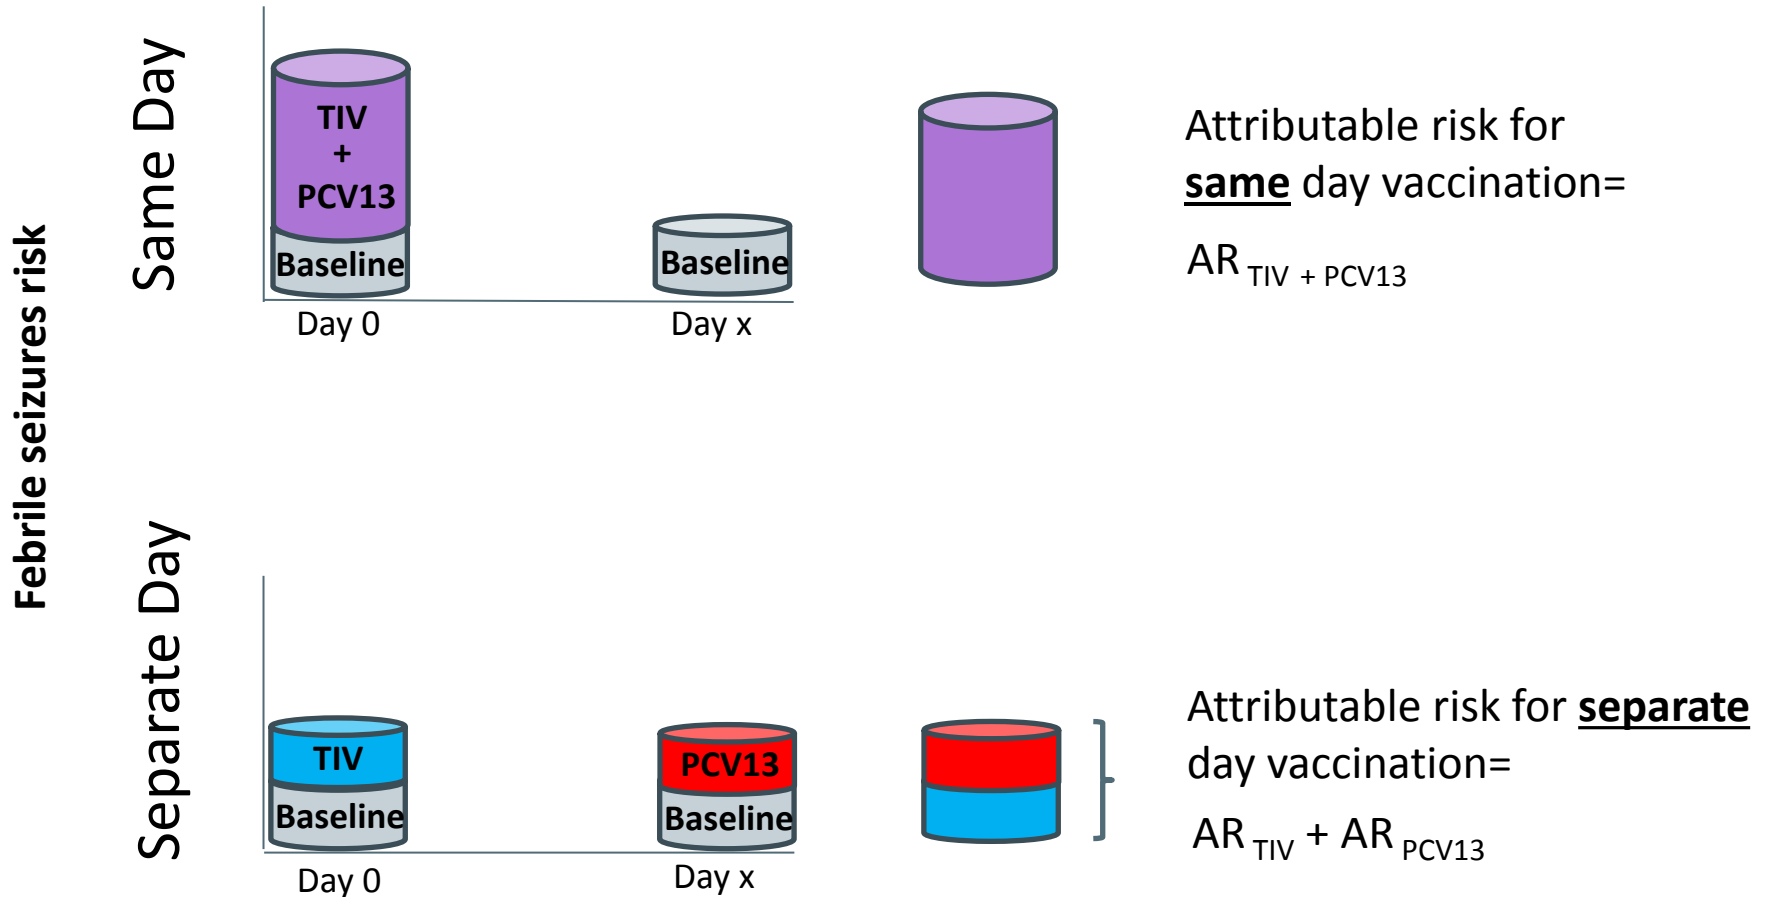 Febrile seizures risk
Same Day
TIV
+
PCV13
Baseline
Baseline
Day 0
Day x
Attributable risk for
same day vaccination=
AR TIV + PCV13
Separate Day
TIV
Baseline
PCV13
Baseline
Day 0
Day x
Attributable risk for separate
day vaccination=
AR TIV + AR PCV13